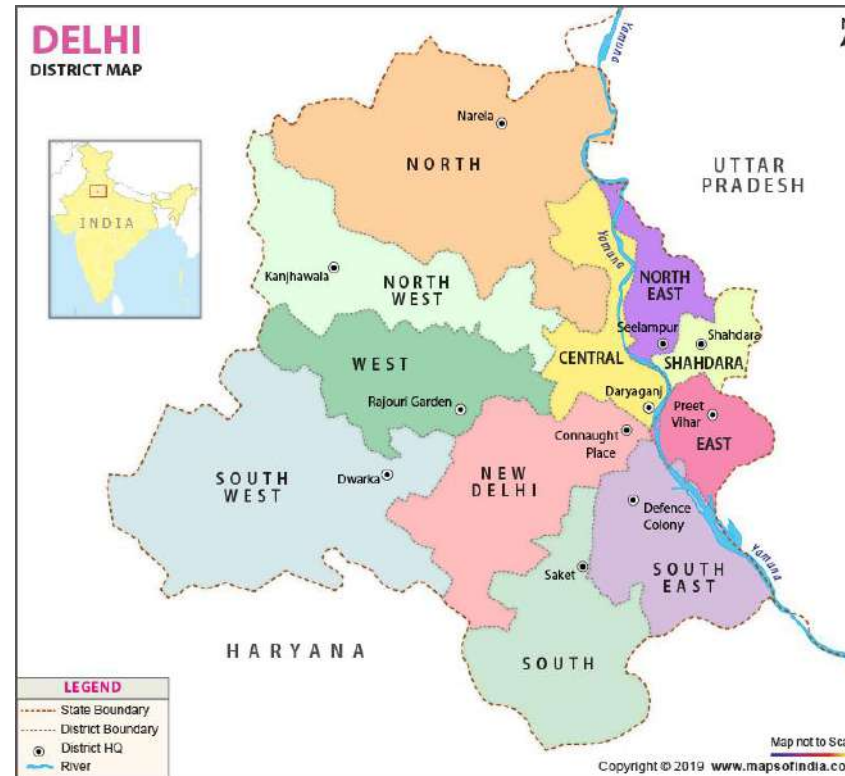 DELHI
DISTRICT MAP
N
INDIA
Yamuna
UTTAR
PRADESH
Narela
NORTH
Kanjhawala
NORTH
WEST
Yamuna
NORTH
EAST
Seelampur
Shahdara
SHAHDARA
WEST
CENTRAL
Rajouri Garden
Daryaganj
Preet
Vihar
EAST
Connaught
Place
SOUTH
WEST
Dwarka
NEW
DELHI
Defence
Colony
Yamuna
Saket
SOUTH
EAST
HARYANA
SOUTH
LEGEND
State Boundary
District Boundary
District HQ
River
Map not to Sca
Copyright © 2019 www.mapsofindia.co